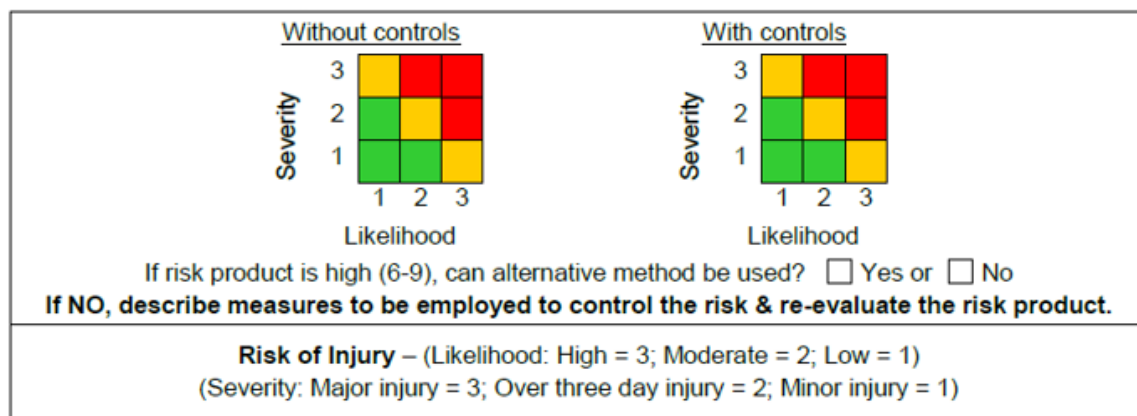 Without controls
With controls
Severity
3
2
1
1 2 3
Likelihood
Severity
3
2
1
1 2 3
Likelihood
If risk product is high (6-9), can alternative method be used? Yes or No
If NO, describe measures to be employed to control the risk & re-evaluate the risk product.
Risk of Injury – (Likelihood: High = 3; Moderate = 2; Low = 1)
(Severity: Major injury = 3; Over three day injury = 2; Minor injury = 1)